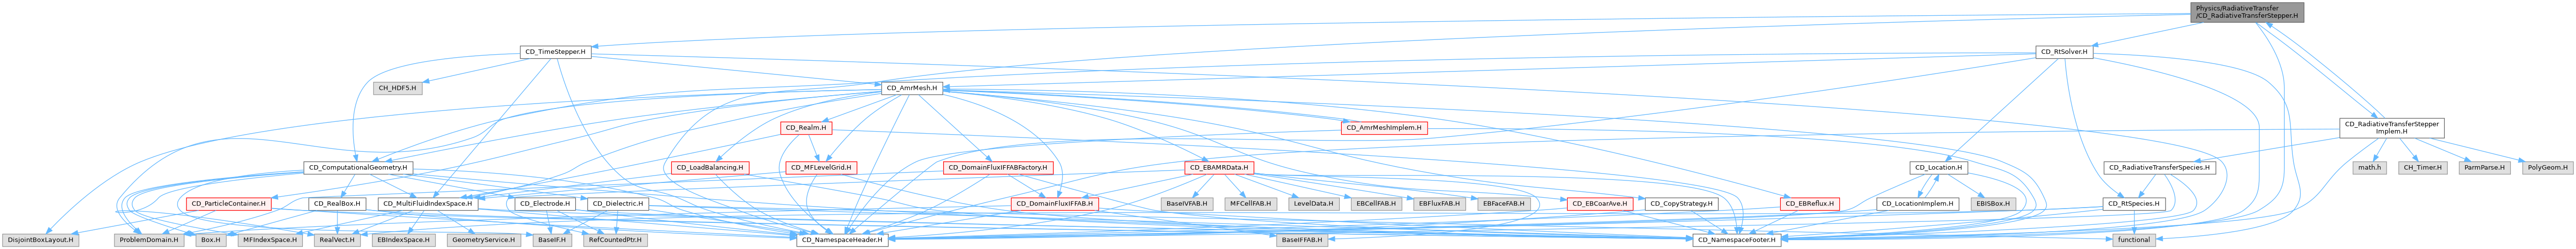 Physics/RadiativeTransfer
/CD_RadiativeTransferStepper.H
CD_TimeStepper.H
CD_RtSolver.H
CH_HDF5.H
CD_AmrMesh.H
CD_Realm.H
CD_AmrMeshImplem.H
CD_RadiativeTransferStepper
Implem.H
CD_ComputationalGeometry.H
CD_LoadBalancing.H
CD_MFLevelGrid.H
CD_DomainFluxIFFABFactory.H
CD_EBAMRData.H
CD_Location.H
CD_RadiativeTransferSpecies.H
math.h
CH_Timer.H
ParmParse.H
PolyGeom.H
CD_ParticleContainer.H
CD_RealBox.H
CD_MultiFluidIndexSpace.H
CD_Electrode.H
CD_Dielectric.H
CD_DomainFluxIFFAB.H
BaseIVFAB.H
MFCellFAB.H
LevelData.H
EBCellFAB.H
EBFluxFAB.H
EBFaceFAB.H
CD_EBCoarAve.H
CD_CopyStrategy.H
CD_EBReflux.H
CD_LocationImplem.H
EBISBox.H
CD_RtSpecies.H
DisjointBoxLayout.H
ProblemDomain.H
Box.H
MFIndexSpace.H
RealVect.H
EBIndexSpace.H
GeometryService.H
BaseIF.H
RefCountedPtr.H
CD_NamespaceHeader.H
BaseIFFAB.H
CD_NamespaceFooter.H
functional